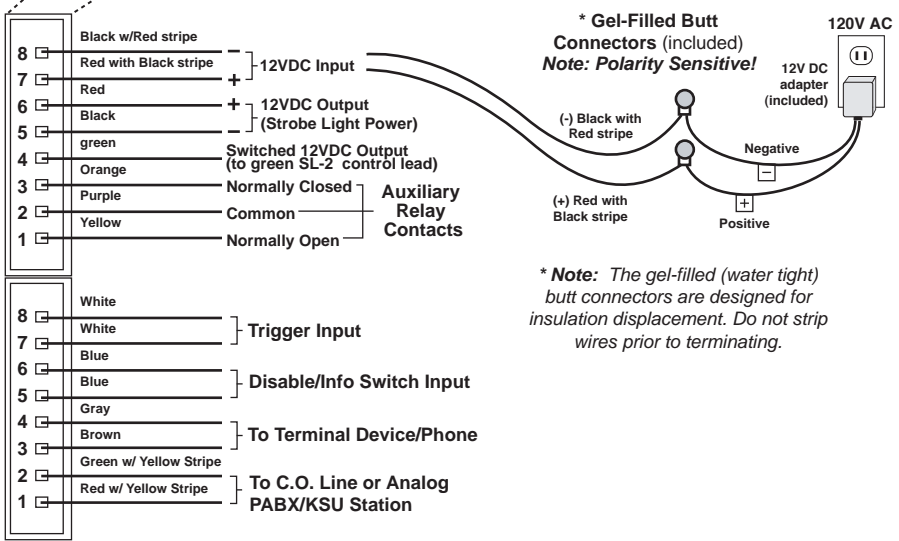 8 Black w/Red stripe –
7 Red with Black stripe +
12VDC Input
6 Red +
5 Black –
12VDC Output
(Strobe Light Power)
4 green Switched 12VDC Output
(to green SL-2 control lead)
3 Orange Normally Closed
2 Purple Common
1 Yellow Normally Open
Auxiliary
Relay
Contacts
8 White
7 White
Trigger Input
6 Blue
5 Blue
Disable/Info Switch Input
4 Gray
3 Brown
To Terminal Device/Phone
2 Green w/ Yellow Stripe
1 Red w/ Yellow Stripe
To C.O. Line or Analog
PABX/KSU Station
* Gel-Filled Butt
Connectors (included)
Note: Polarity Sensitive!
120V AC
12V DC
adapter
(included)
(-) Black with
Red stripe
Negative
–
(+) Red with
Black stripe
+
Positive
* Note: The gel-filled (water tight)
butt connectors are designed for
insulation displacement. Do not strip
wires prior to terminating.